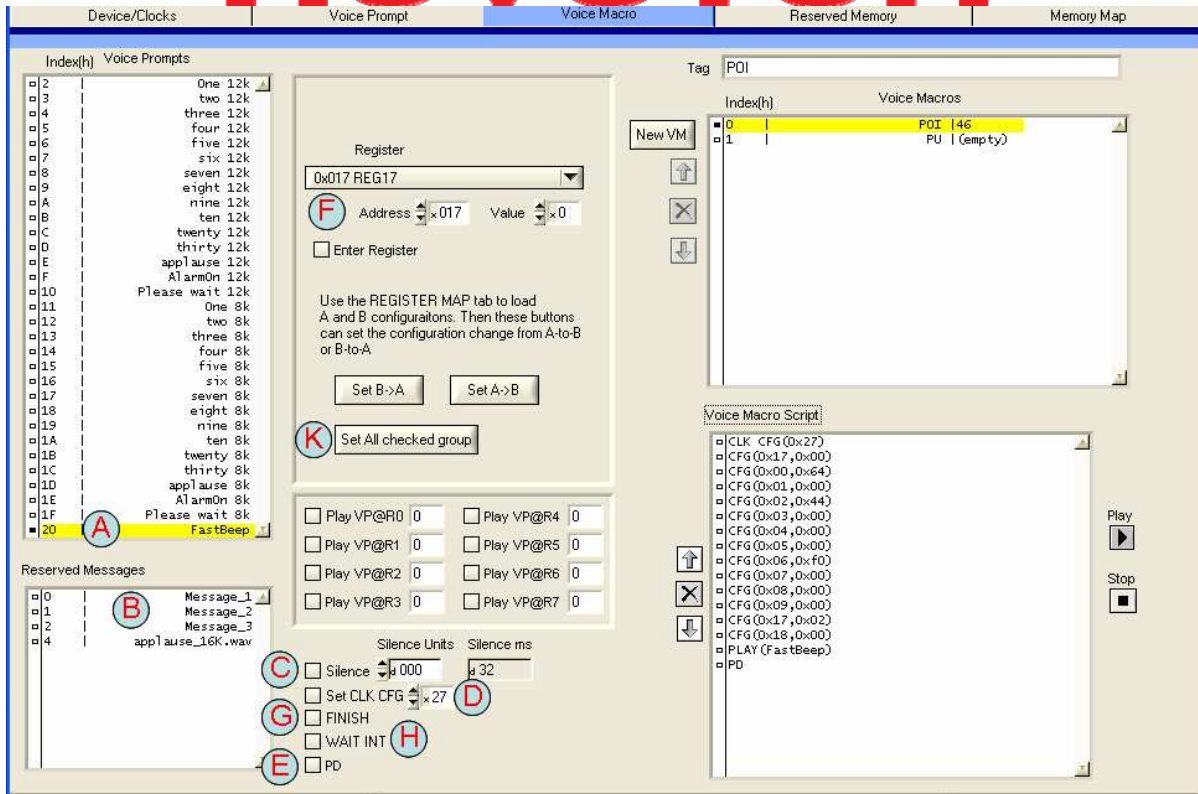 Device/Clocks
Voice Prompt
Voice Macro
Reserved Memory
Memory Map
Index(h) Voice Prompts
2 | One 12k
3 | two 12k
4 | three 12k
5 | four 12k
6 | five 12k
7 | six 12k
8 | seven 12k
9 | eight 12k
A | nine 12k
B | ten 12k
C | twenty 12k
D | thirty 12k
E | applause 12k
F | AlarmOn 12k
10 | Please wait 12k
11 | One 8k
12 | two 8k
13 | three 8k
14 | four 8k
15 | five 8k
16 | six 8k
17 | seven 8k
18 | eight 8k
19 | nine 8k
1A | ten 8k
1B | twenty 8k
1C | thirty 8k
1D | applause 8k
1E | AlarmOn 8k
1F | Please wait 8k
20 | FastBeep
A
Reserved Messages
0 | Message_1
1 | Message_2
2 | Message_3
4 | applause_16K.wav
B
Register
0x017 REG17
F
Address x 017 Value x 0
Enter Register
Use the REGISTER MAP tab to load
A and B configuraitons. Then these buttons
can set the configuration change from A-to-B
or B-to-A
Set B->A
Set A->B
K
Set All checked group
Play VP@R0 0 Play VP@R4 0
Play VP@R1 0 Play VP@R5 0
Play VP@R2 0 Play VP@R6 0
Play VP@R3 0 Play VP@R7 0
Silence Units Silence ms
C Silence d 000 d 32
Set CLK CFG x 27 D
G FINISH
WAIT INT H
E PD
Tag POI
Index(h) Voice Macros
New VM
0 | POI |46
1 | PU |(empty)
Voice Macro Script
CLK CFG(0x27)
CFG(0x17,0x00)
CFG(0x00,0x64)
CFG(0x01,0x00)
CFG(0x02,0x44)
CFG(0x03,0x00)
CFG(0x04,0x00)
CFG(0x05,0x00)
CFG(0x06,0xf0)
CFG(0x07,0x00)
CFG(0x08,0x00)
CFG(0x09,0x00)
CFG(0x17,0x02)
CFG(0x18,0x00)
PLAY(FastBeep)
PD
Play
Stop